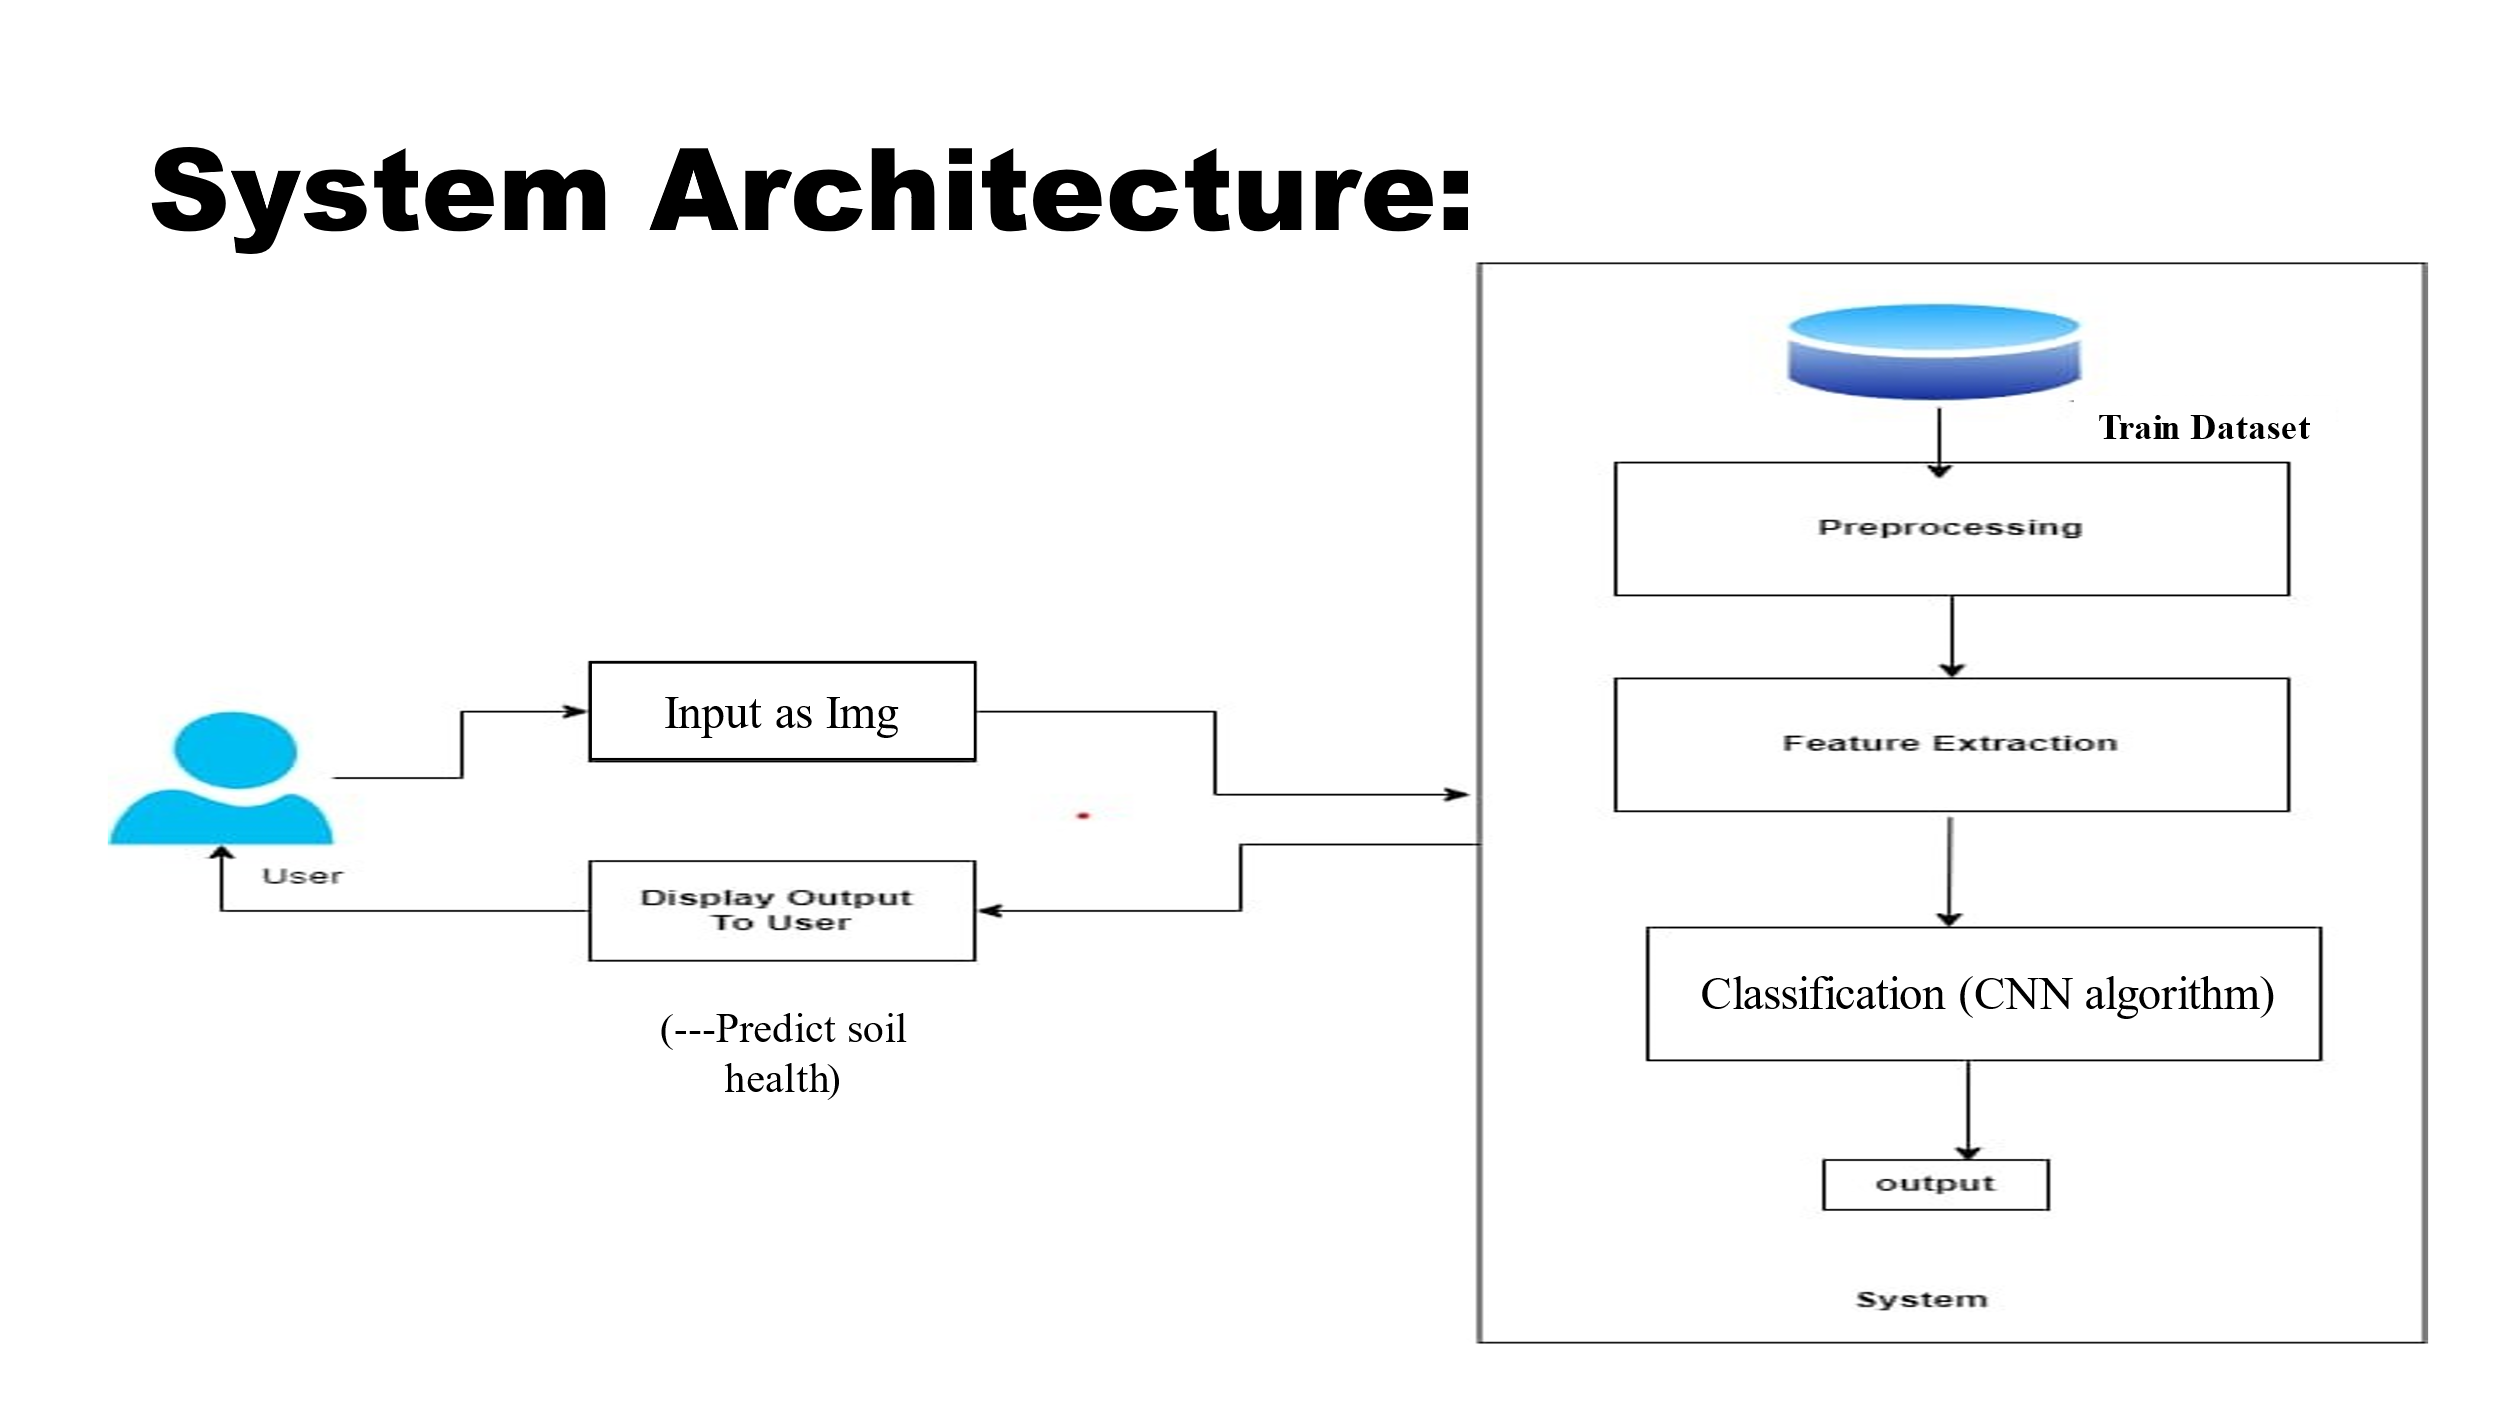 System Architecture:
Train Dataset
Preprocessing
Input as Img
Feature Extraction
User
Display Output
To User
Classification (CNN algorithm)
(---Predict soil
health)
output
System